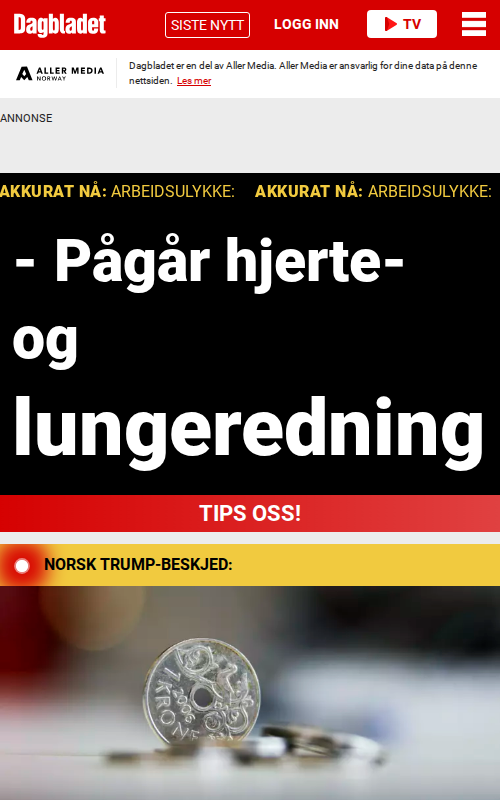 Dagbladet
SISTE NYTT
LOGG INN
TV
ALLER MEDIA
NORWAY
Dagbladet er en del av Aller Media. Aller Media er ansvarlig for dine data på denne
nettsiden. Les mer
ANNONSE
AKKURAT NÅ: ARBEIDSULYKKE: AKKURAT NÅ: ARBEIDSULYKKE:
- Pågår hjerte-
og
lungeredning
TIPS OSS!
NORSK TRUMP-BESKJED:
1 KRONE